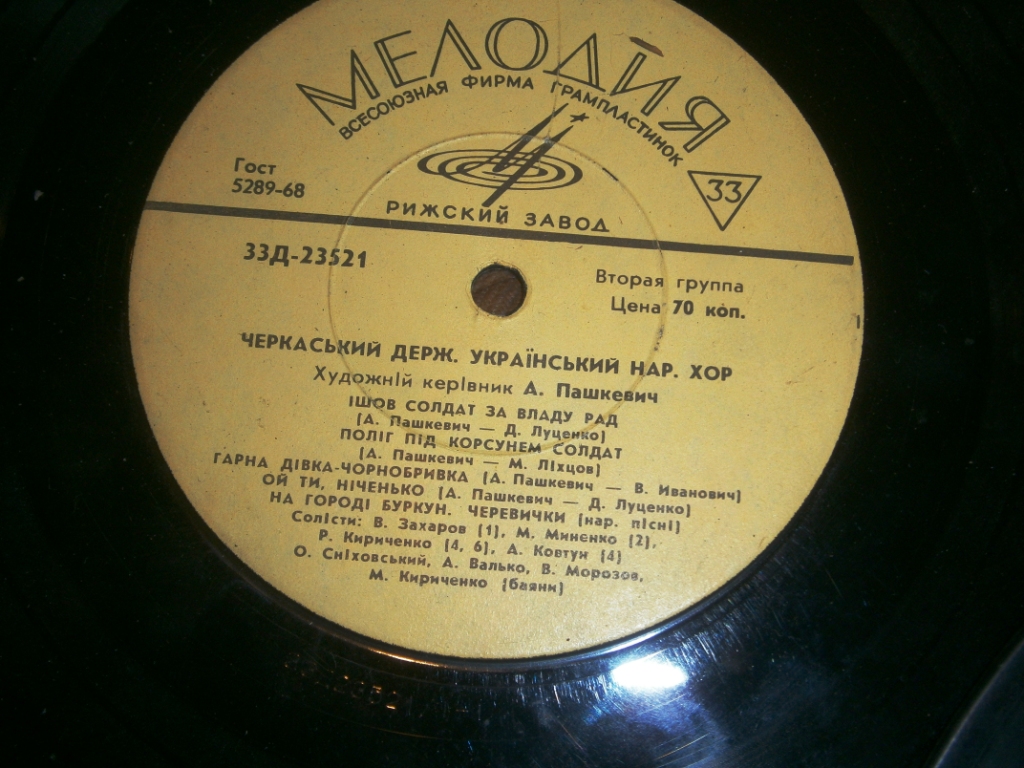 МЕЛОДИЯ
ВСЕСОЮЗНАЯ ФИРМА ГРАМПЛАСТИНОК
Гост
5289-68
33
РИЖСКИЙ ЗАВОД
33Д-23521
Вторая группа
Цена 70 коп.
ЧЕРКАСЬКИЙ ДЕРЖ. УКРАЇНСЬКИЙ НАР. ХОР
Художній керівник А. Пашкевич
ІШОВ СОЛДАТ ЗА ВЛАДУ РАД
(А. Пашкевич — Д. Луценко)
ПОЛІГ ПІД КОРСУНЕМ СОЛДАТ
(А. Пашкевич — М. Ліхцов)
ГАРНА ДІВКА-ЧОРНОБРИВКА (А. Пашкевич — В. Иванович)
ОЙ ТИ, НІЧЕНЬКО (А. Пашкевич — Д. Луценко)
НА ГОРОДІ БУРКУН. ЧЕРЕВИЧКИ (нар. пісні)
Солісти: В. Захаров (1), М. Миненко (2),
Р. Кириченко (4, 6), Д. Ковтун (4)
О. Сніховський, А. Валько, В. Морозов,
М. Кириченко (баяни)